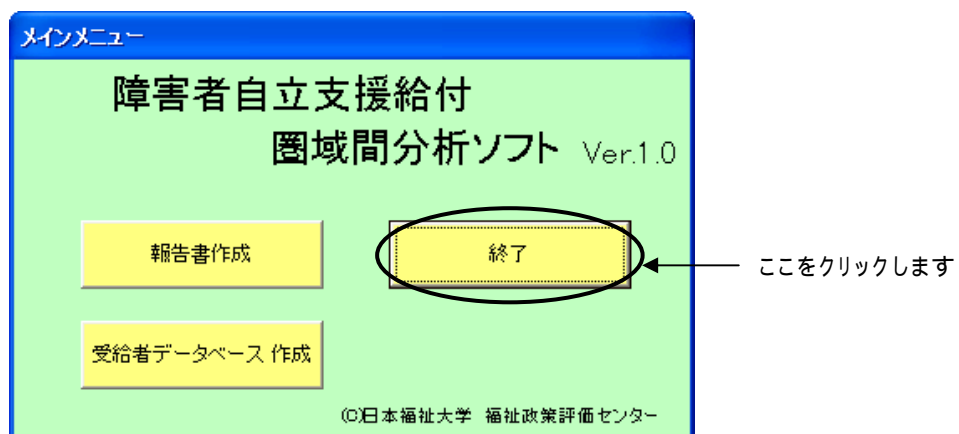 メインメニュー
障害者自立支援給付
圏域間分析ソフト Ver.1.0
報告書作成
終了
ここをクリックします
受給者データベース作成
(C)日本福祉大学 福祉政策評価センター